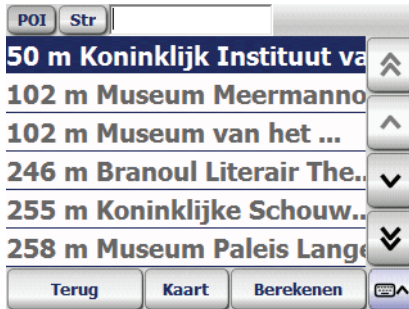 POI Str
50 m Koninklijk Instituut va
102 m Museum Meermanno
102 m Museum van het ...
246 m Branoul Literair The..
255 m Koninklijke Schouw..
258 m Museum Paleis Lange
Terug Kaart Berekenen